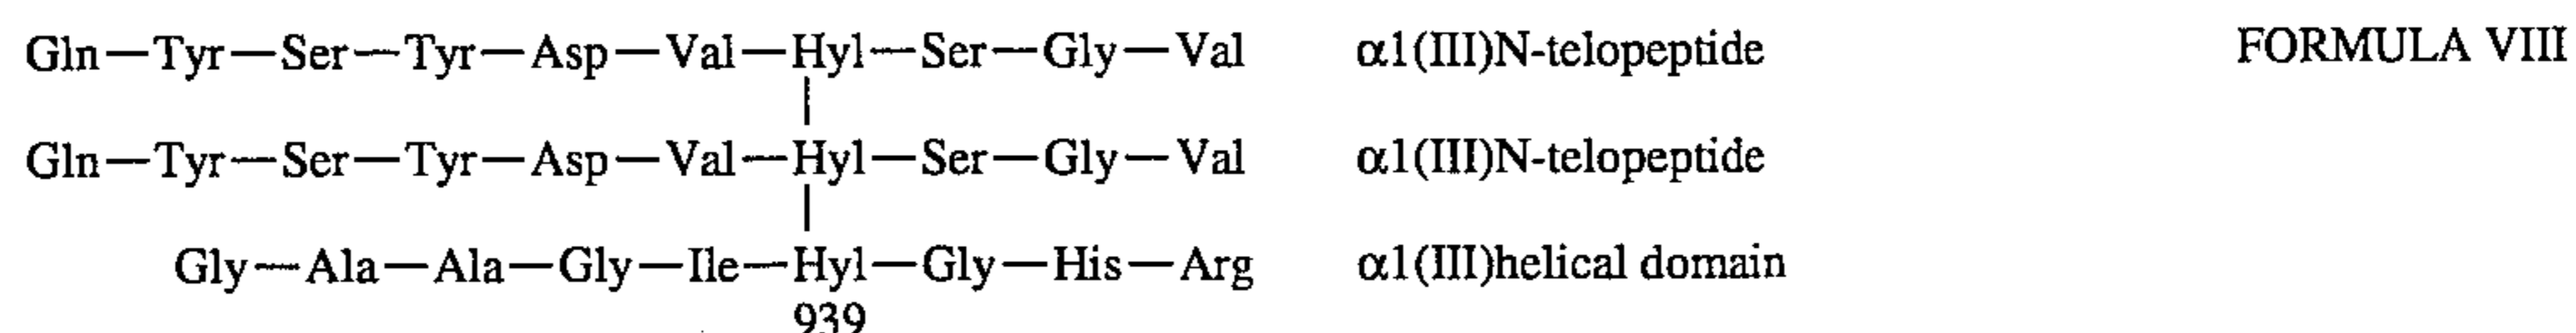 Gln—Tyr—Ser—Tyr—Asp—Val—Hyl—Ser—Gly—Val α1(III)N-telopeptide FORMULA VIII
Gln—Tyr—Ser—Tyr—Asp—Val—Hyl—Ser—Gly—Val α1(III)N-telopeptide
Gly—Ala—Ala—Gly—Ile—Hyl—Gly—His—Arg α1(III)helical domain
939